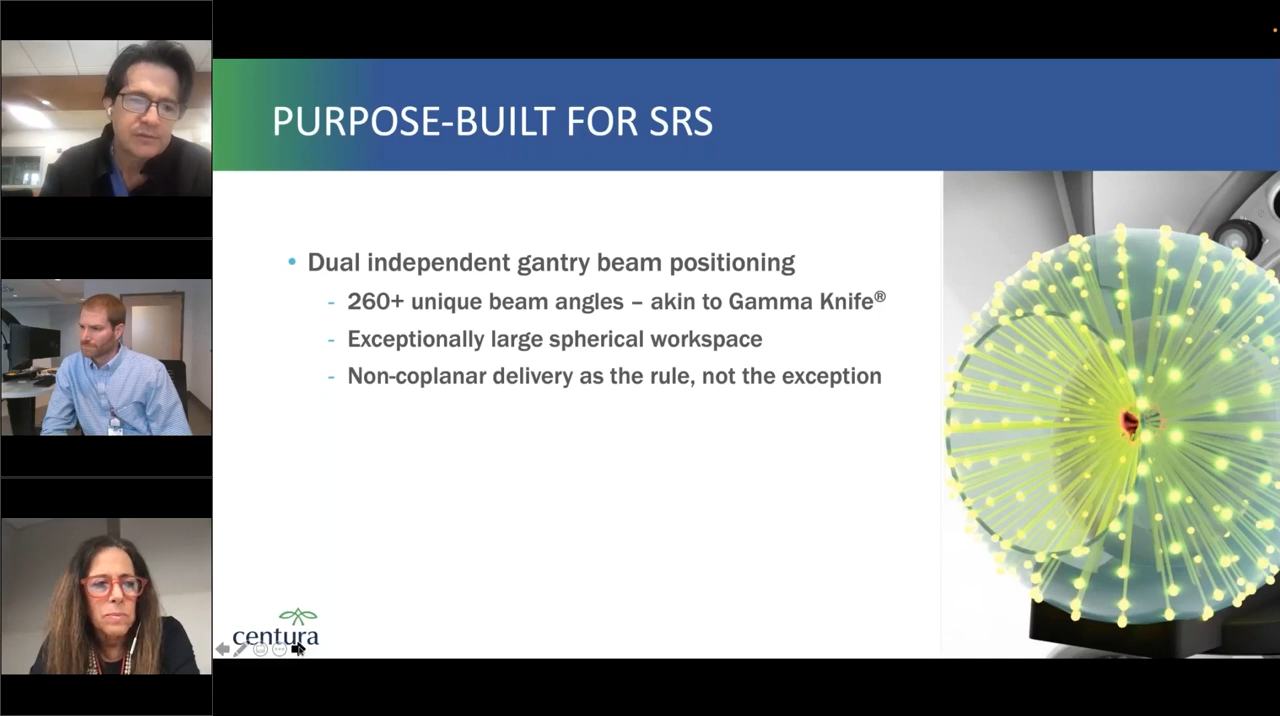 PURPOSE-BUILT FOR SRS
• Dual independent gantry beam positioning
- 260+ unique beam angles – akin to Gamma Knife®
- Exceptionally large spherical workspace
- Non-coplanar delivery as the rule, not the exception
centura